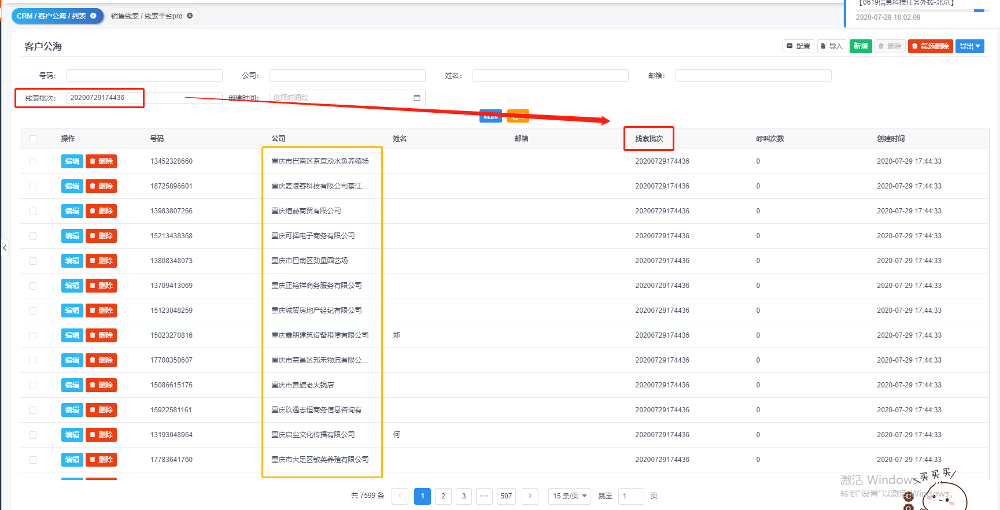 CRM / 客户公海 / 列表
销售线索 / 线索平台pro
【0619信息科技任务外拨-北京】
2020-07-29 18:02:09
客户公海
配置 导入 新增 删除 筛选删除 导出
号码: 公司: 姓名: 邮箱:
线索批次: 20200729174436 创建时间: 选择时间段
筛选
操作 号码 公司 姓名 邮箱 线索批次 呼叫次数 创建时间
编辑 删除 13452328660 重庆市巴南区茶意淡水鱼养殖场 20200729174436 0 2020-07-29 17:44:33
编辑 删除 18725896601 重庆麦凌客科技有限公司綦江... 20200729174436 0 2020-07-29 17:44:33
编辑 删除 13983807266 重庆煊赫商贸有限公司 20200729174436 0 2020-07-29 17:44:33
编辑 删除 15213438368 重庆可择电子商务有限公司 20200729174436 0 2020-07-29 17:44:33
编辑 删除 13808348073 重庆市巴南区劲量园艺场 20200729174436 0 2020-07-29 17:44:33
编辑 删除 13709413069 重庆正裕祥商务服务有限公司 20200729174436 0 2020-07-29 17:44:33
编辑 删除 15123048259 重庆诚贸房地产经纪有限公司 20200729174436 0 2020-07-29 17:44:33
编辑 删除 15023270816 重庆鑫朋建筑设备租赁有限公司 郑 20200729174436 0 2020-07-29 17:44:33
编辑 删除 17708350607 重庆市荣昌区邦禾物流有限公... 20200729174436 0 2020-07-29 17:44:33
编辑 删除 15086615176 重庆市善旗老火锅店 20200729174436 0 2020-07-29 17:44:33
编辑 删除 15922581161 重庆玖通志恒商务信息咨询有... 20200729174436 0 2020-07-29 17:44:33
编辑 删除 13193048964 重庆启尘文化传播有限公司 何 20200729174436 0 2020-07-29 17:44:33
编辑 删除 17783641760 重庆市大足区敏英养殖有限公司 20200729174436 0 2020-07-29 17:44:33
共 7599 条 1 2 3 ••• 507 15 条/页 跳至 1 页
激活 Windows
转到"设置"以激活 Windows。
买买买